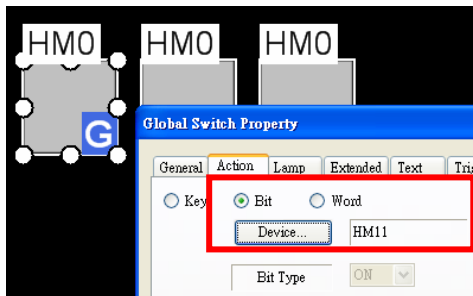 HM0 HM0 HM0
G
Global Switch Property
General Action Lamp Extended Text Tri
Key Bit Word
Device... HM11
Bit Type ON